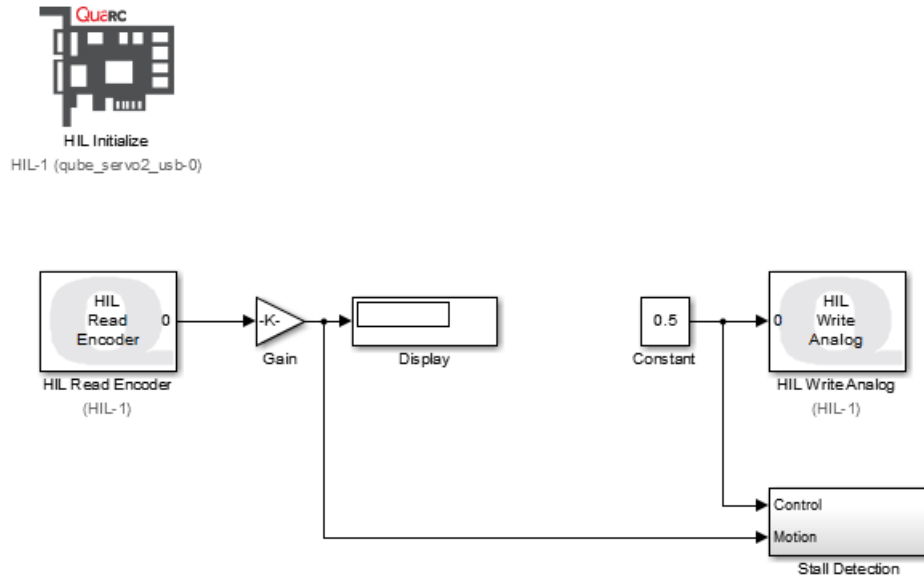 QUARC
HIL Initialize
HIL-1 (qube_servo2_usb-0)
HIL
Read
Encoder
0
HIL Read Encoder
(HIL-1)
-K-
Gain
Display
0.5
Constant
0
HIL
Write
Analog
HIL Write Analog
(HIL-1)
Control
Motion
Stall Detection